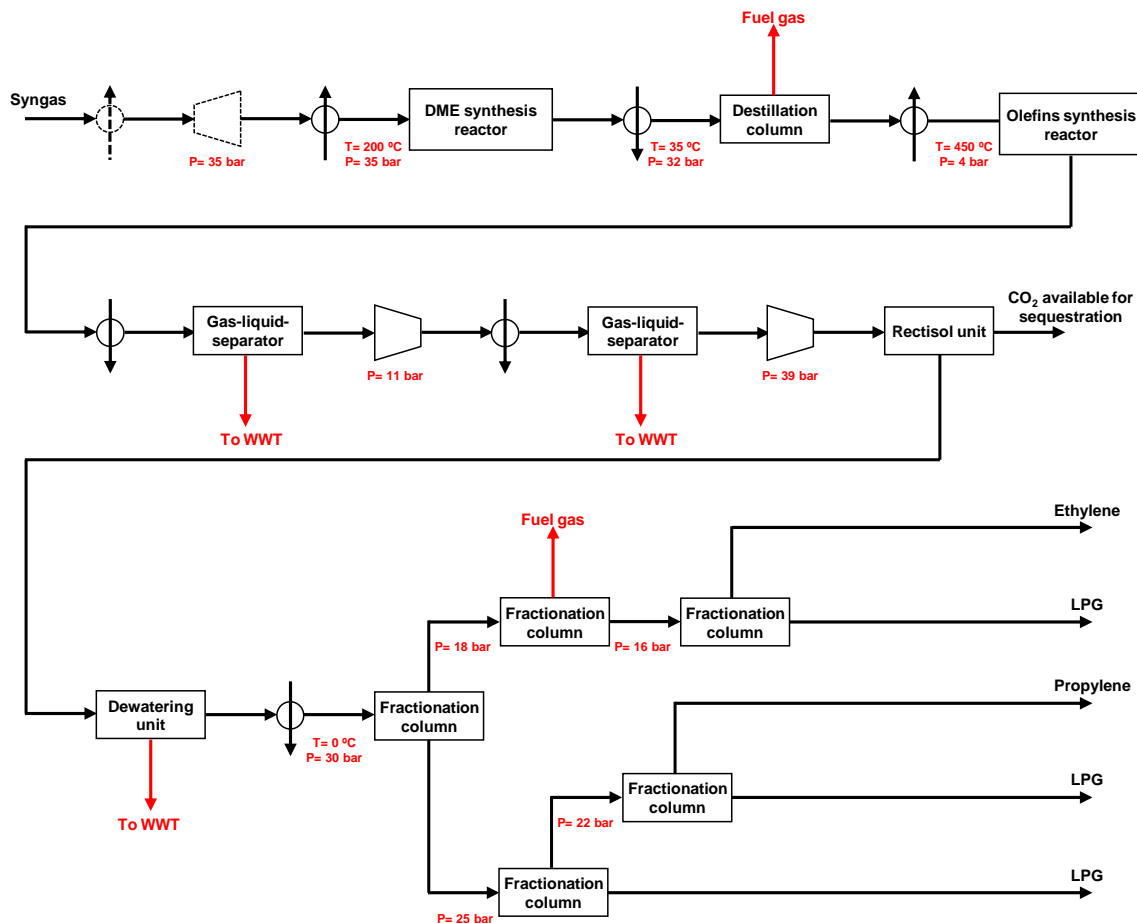 Fuel gas
Syngas
DME synthesis
reactor
Destillation
column
Olefins synthesis
reactor
P= 35 bar
T= 200 ºC
P= 35 bar
T= 35 ºC
P= 32 bar
T= 450 ºC
P= 4 bar
Gas-liquid-
separator
Gas-liquid-
separator
Rectisol unit
CO₂ available for
sequestration
P= 11 bar
P= 39 bar
To WWT
To WWT
Fuel gas
Ethylene
Fractionation
column
Fractionation
column
LPG
P= 18 bar
P= 16 bar
Dewatering
unit
Fractionation
column
Propylene
T= 0 ºC
P= 30 bar
Fractionation
column
LPG
To WWT
P= 22 bar
Fractionation
column
LPG
P= 25 bar